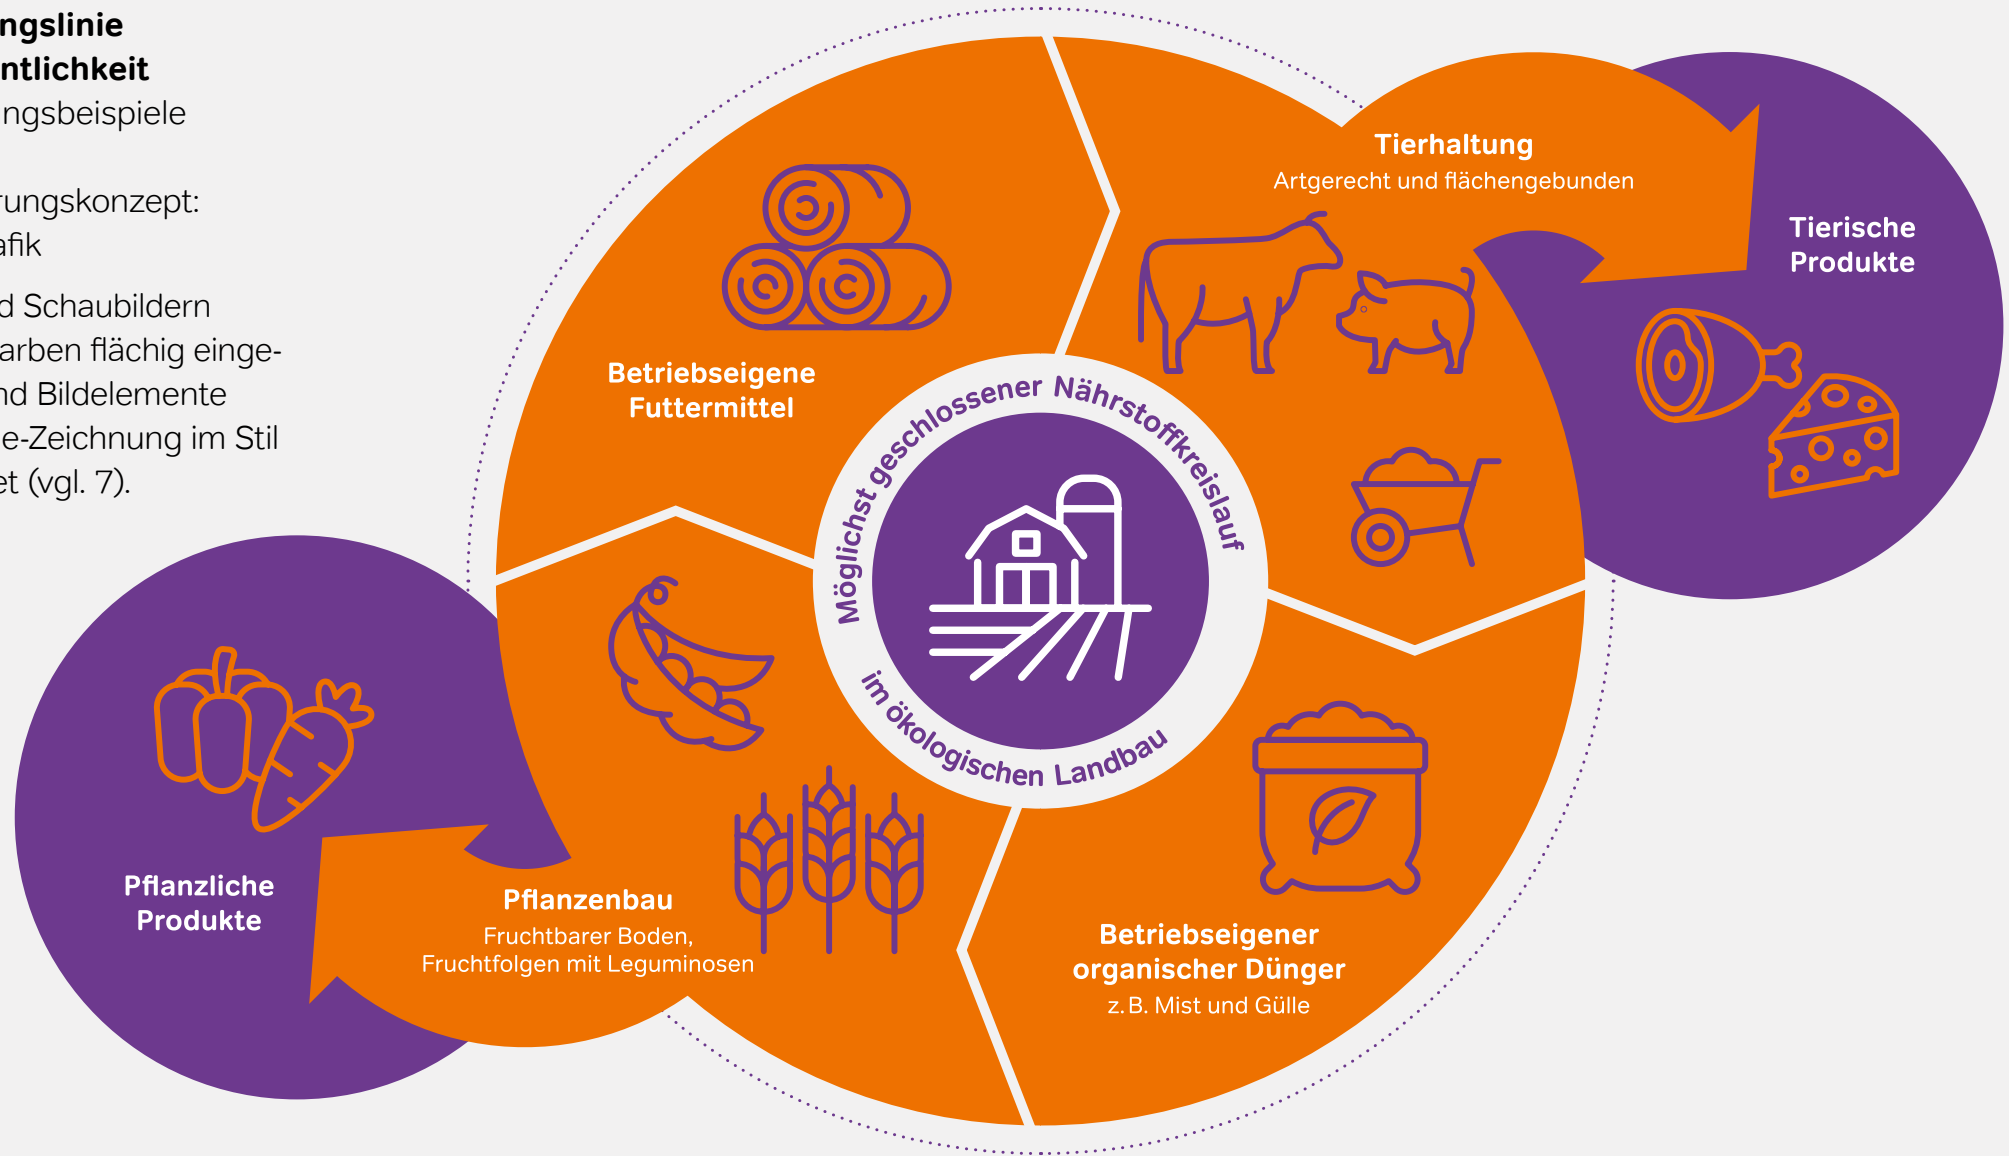 ngslinie
ntlichkeit
ngsbeispiele
rungskonzept:
afik
d Schaubildern
arben flächig einge-
nd Bildelemente
e-Zeichnung im Stil
et (vgl. 7).
Tierhaltung
Artgerecht und flächengebunden
Tierische
Produkte
Betriebseigene
Futtermittel
Möglichst geschlossener Nährstoffkreislauf
im ökologischen Landbau
Pflanzliche
Produkte
Pflanzenbau
Fruchtbarer Boden,
Fruchtfolgen mit Leguminosen
Betriebseigener
organischer Dünger
z. B. Mist und Gülle